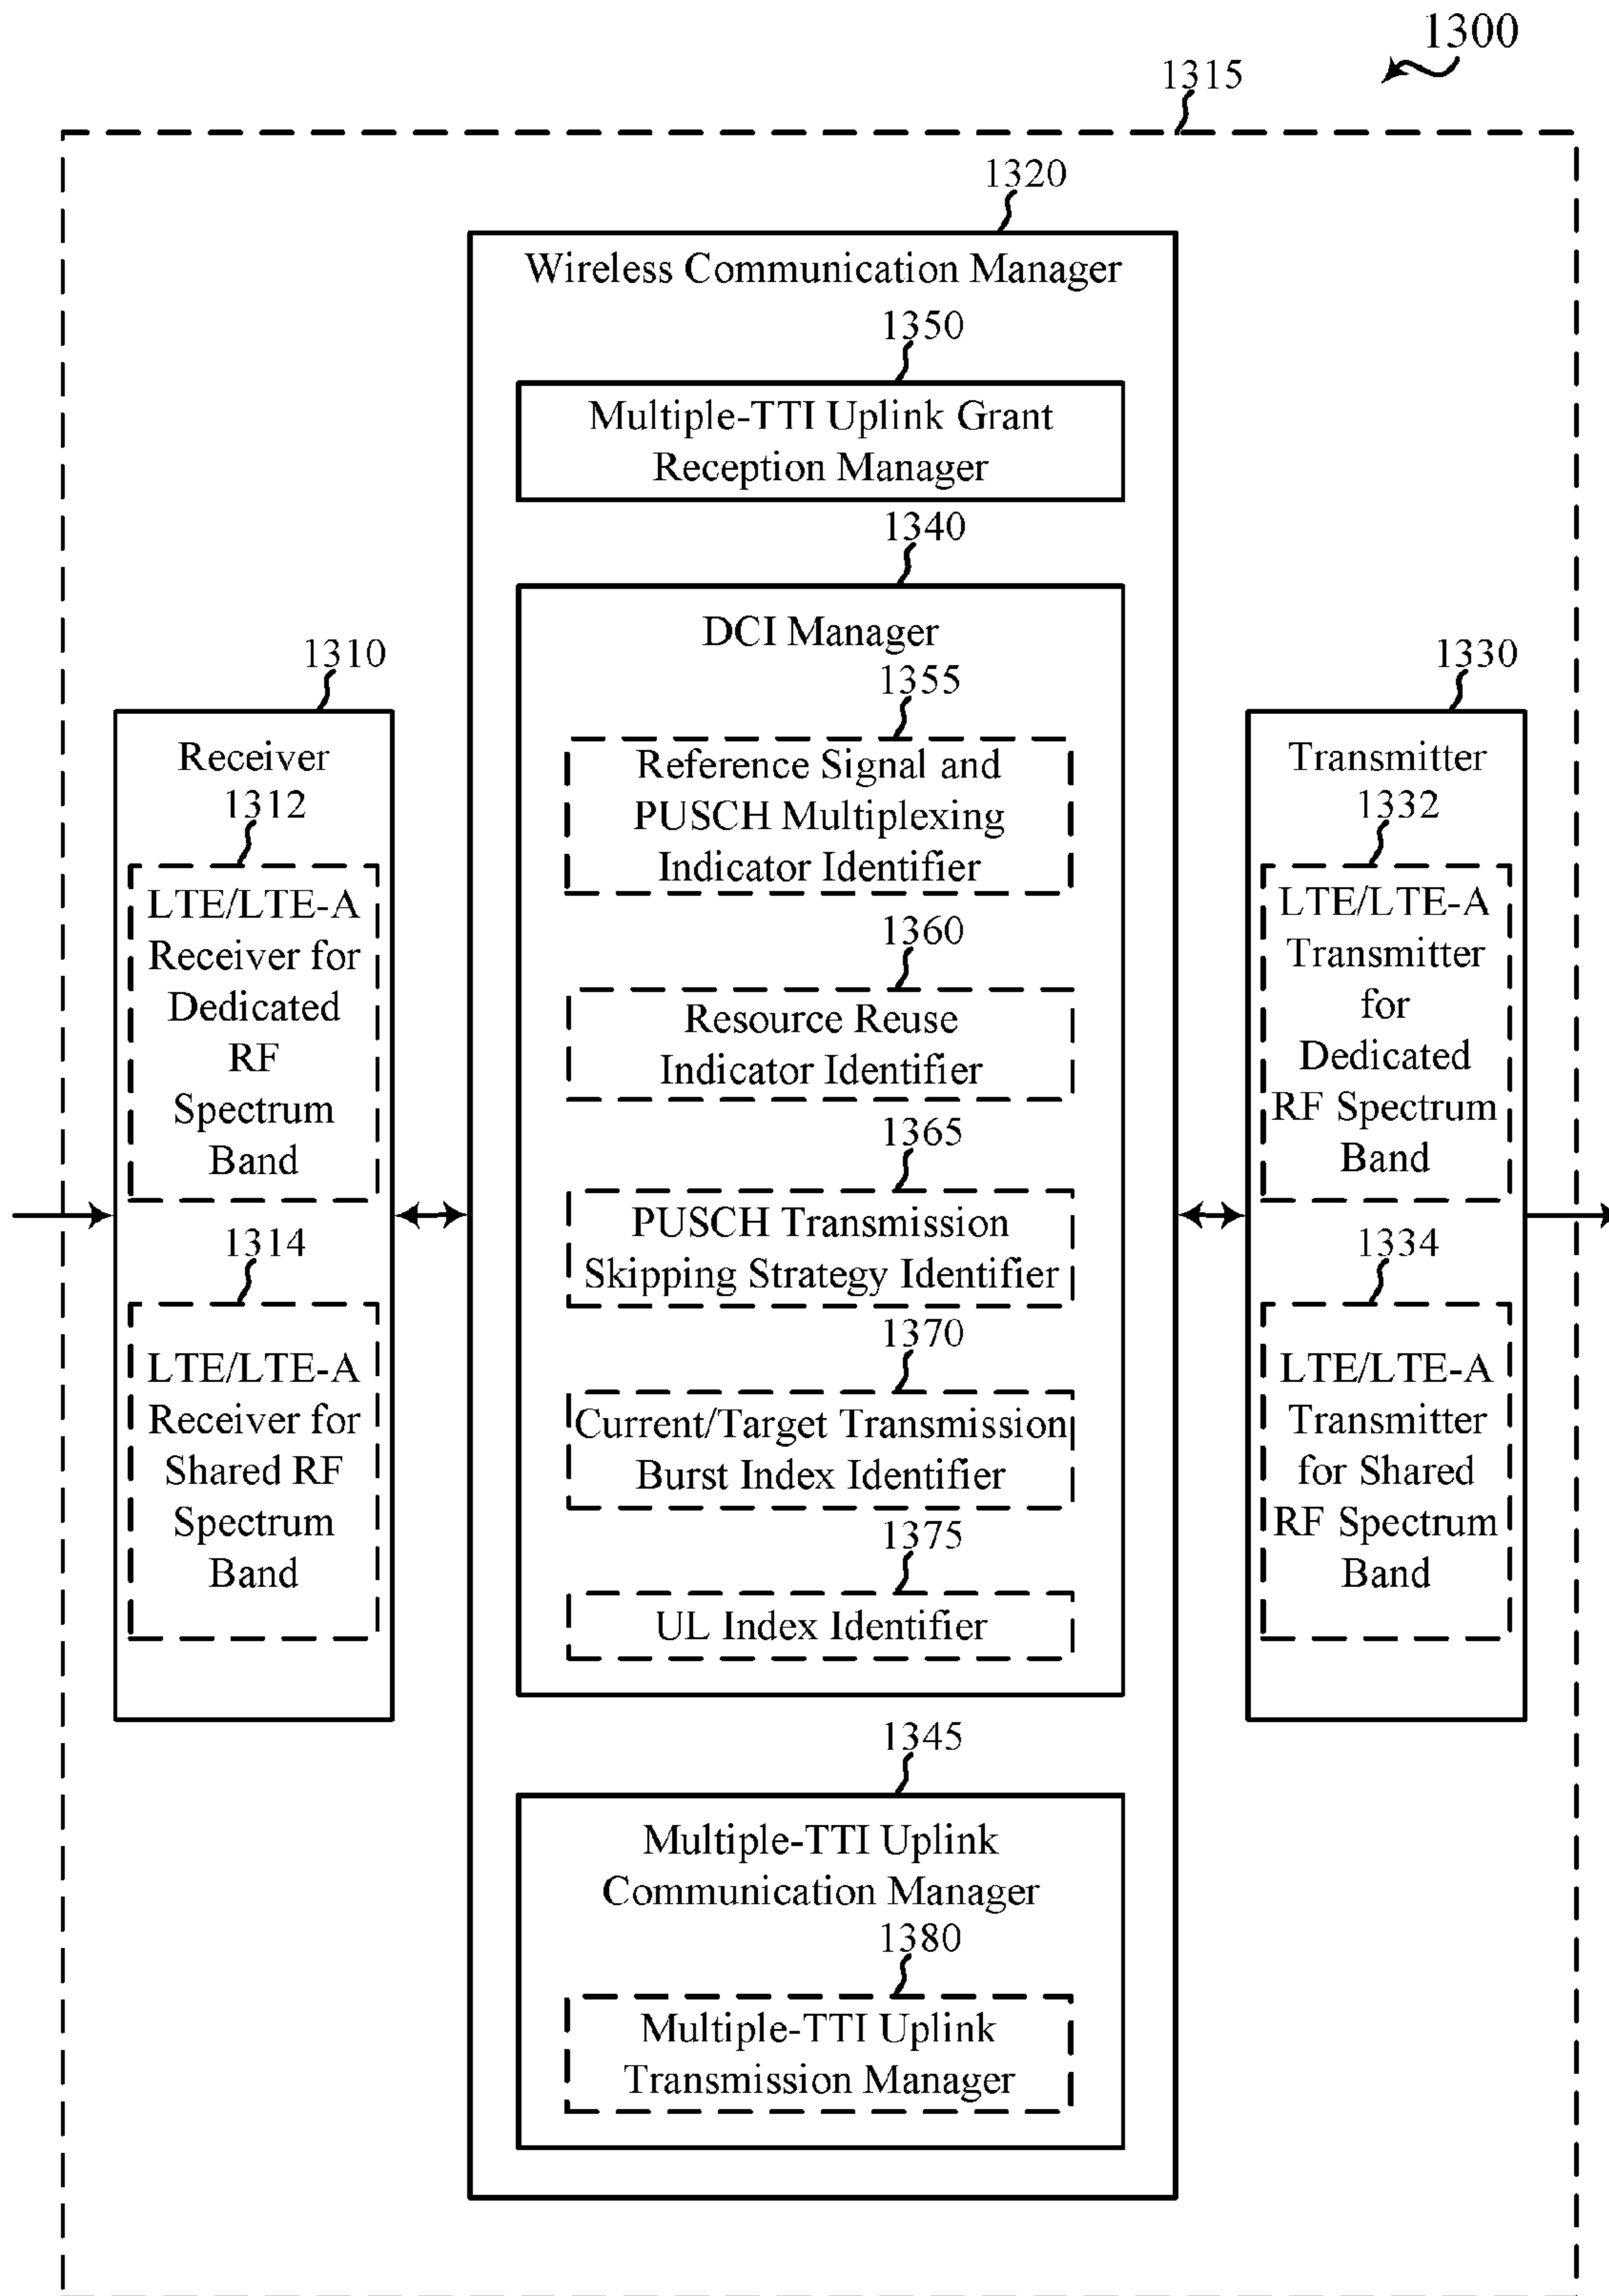 1300
1315
1320
Wireless Communication Manager
1350
Multiple-TTI Uplink Grant
Reception Manager
1340
DCI Manager
1355
Reference Signal and
PUSCH Multiplexing
Indicator Identifier
1360
Resource Reuse
Indicator Identifier
1365
PUSCH Transmission
Skipping Strategy Identifier
1370
Current/Target Transmission
Burst Index Identifier
1375
UL Index Identifier
1345
Multiple-TTI Uplink
Communication Manager
1380
Multiple-TTI Uplink
Transmission Manager
1310
Receiver
1312
LTE/LTE-A
Receiver for
Dedicated
RF
Spectrum
Band
1314
LTE/LTE-A
Receiver for
Shared RF
Spectrum
Band
1330
Transmitter
1332
LTE/LTE-A
Transmitter
for
Dedicated
RF Spectrum
Band
1334
LTE/LTE-A
Transmitter
for Shared
RF Spectrum
Band